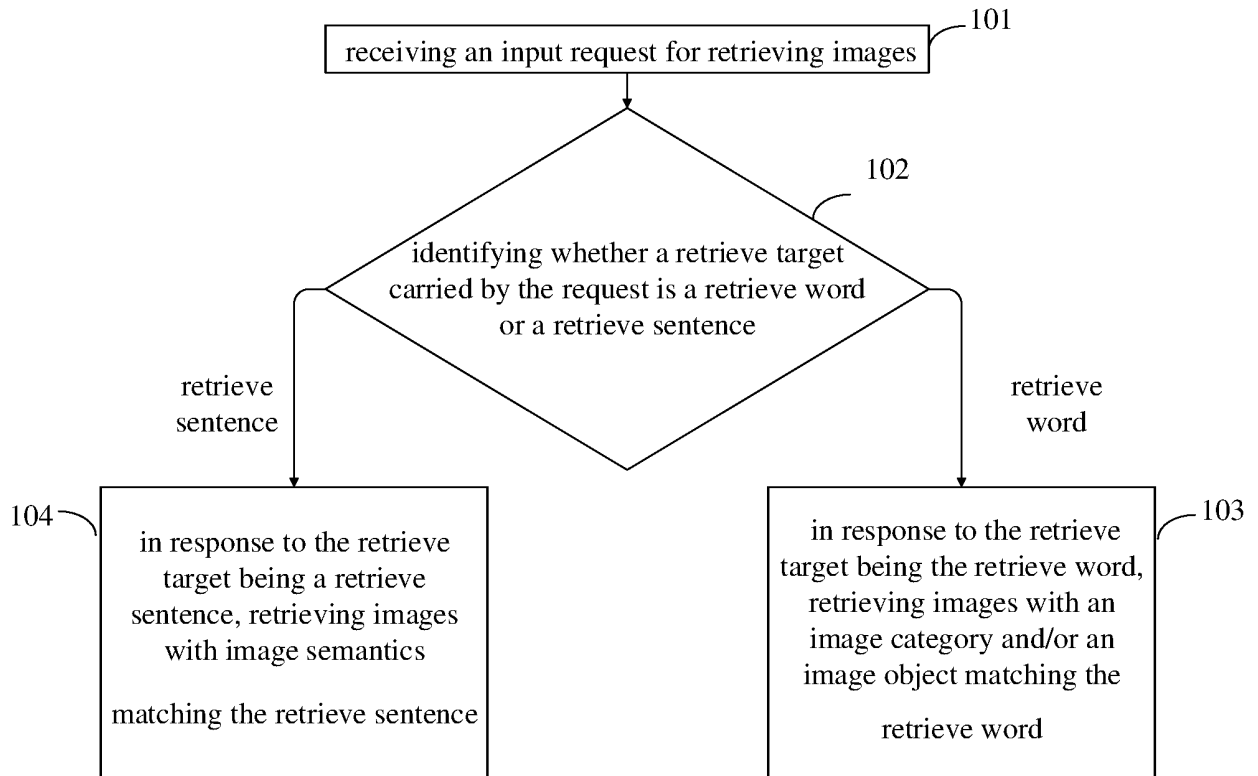 101
receiving an input request for retrieving images
102
identifying whether a retrieve target
carried by the request is a retrieve word
or a retrieve sentence
retrieve
sentence
retrieve
word
104
in response to the retrieve
target being a retrieve
sentence, retrieving images
with image semantics
matching the retrieve sentence
103
in response to the retrieve
target being the retrieve word,
retrieving images with an
image category and/or an
image object matching the
retrieve word